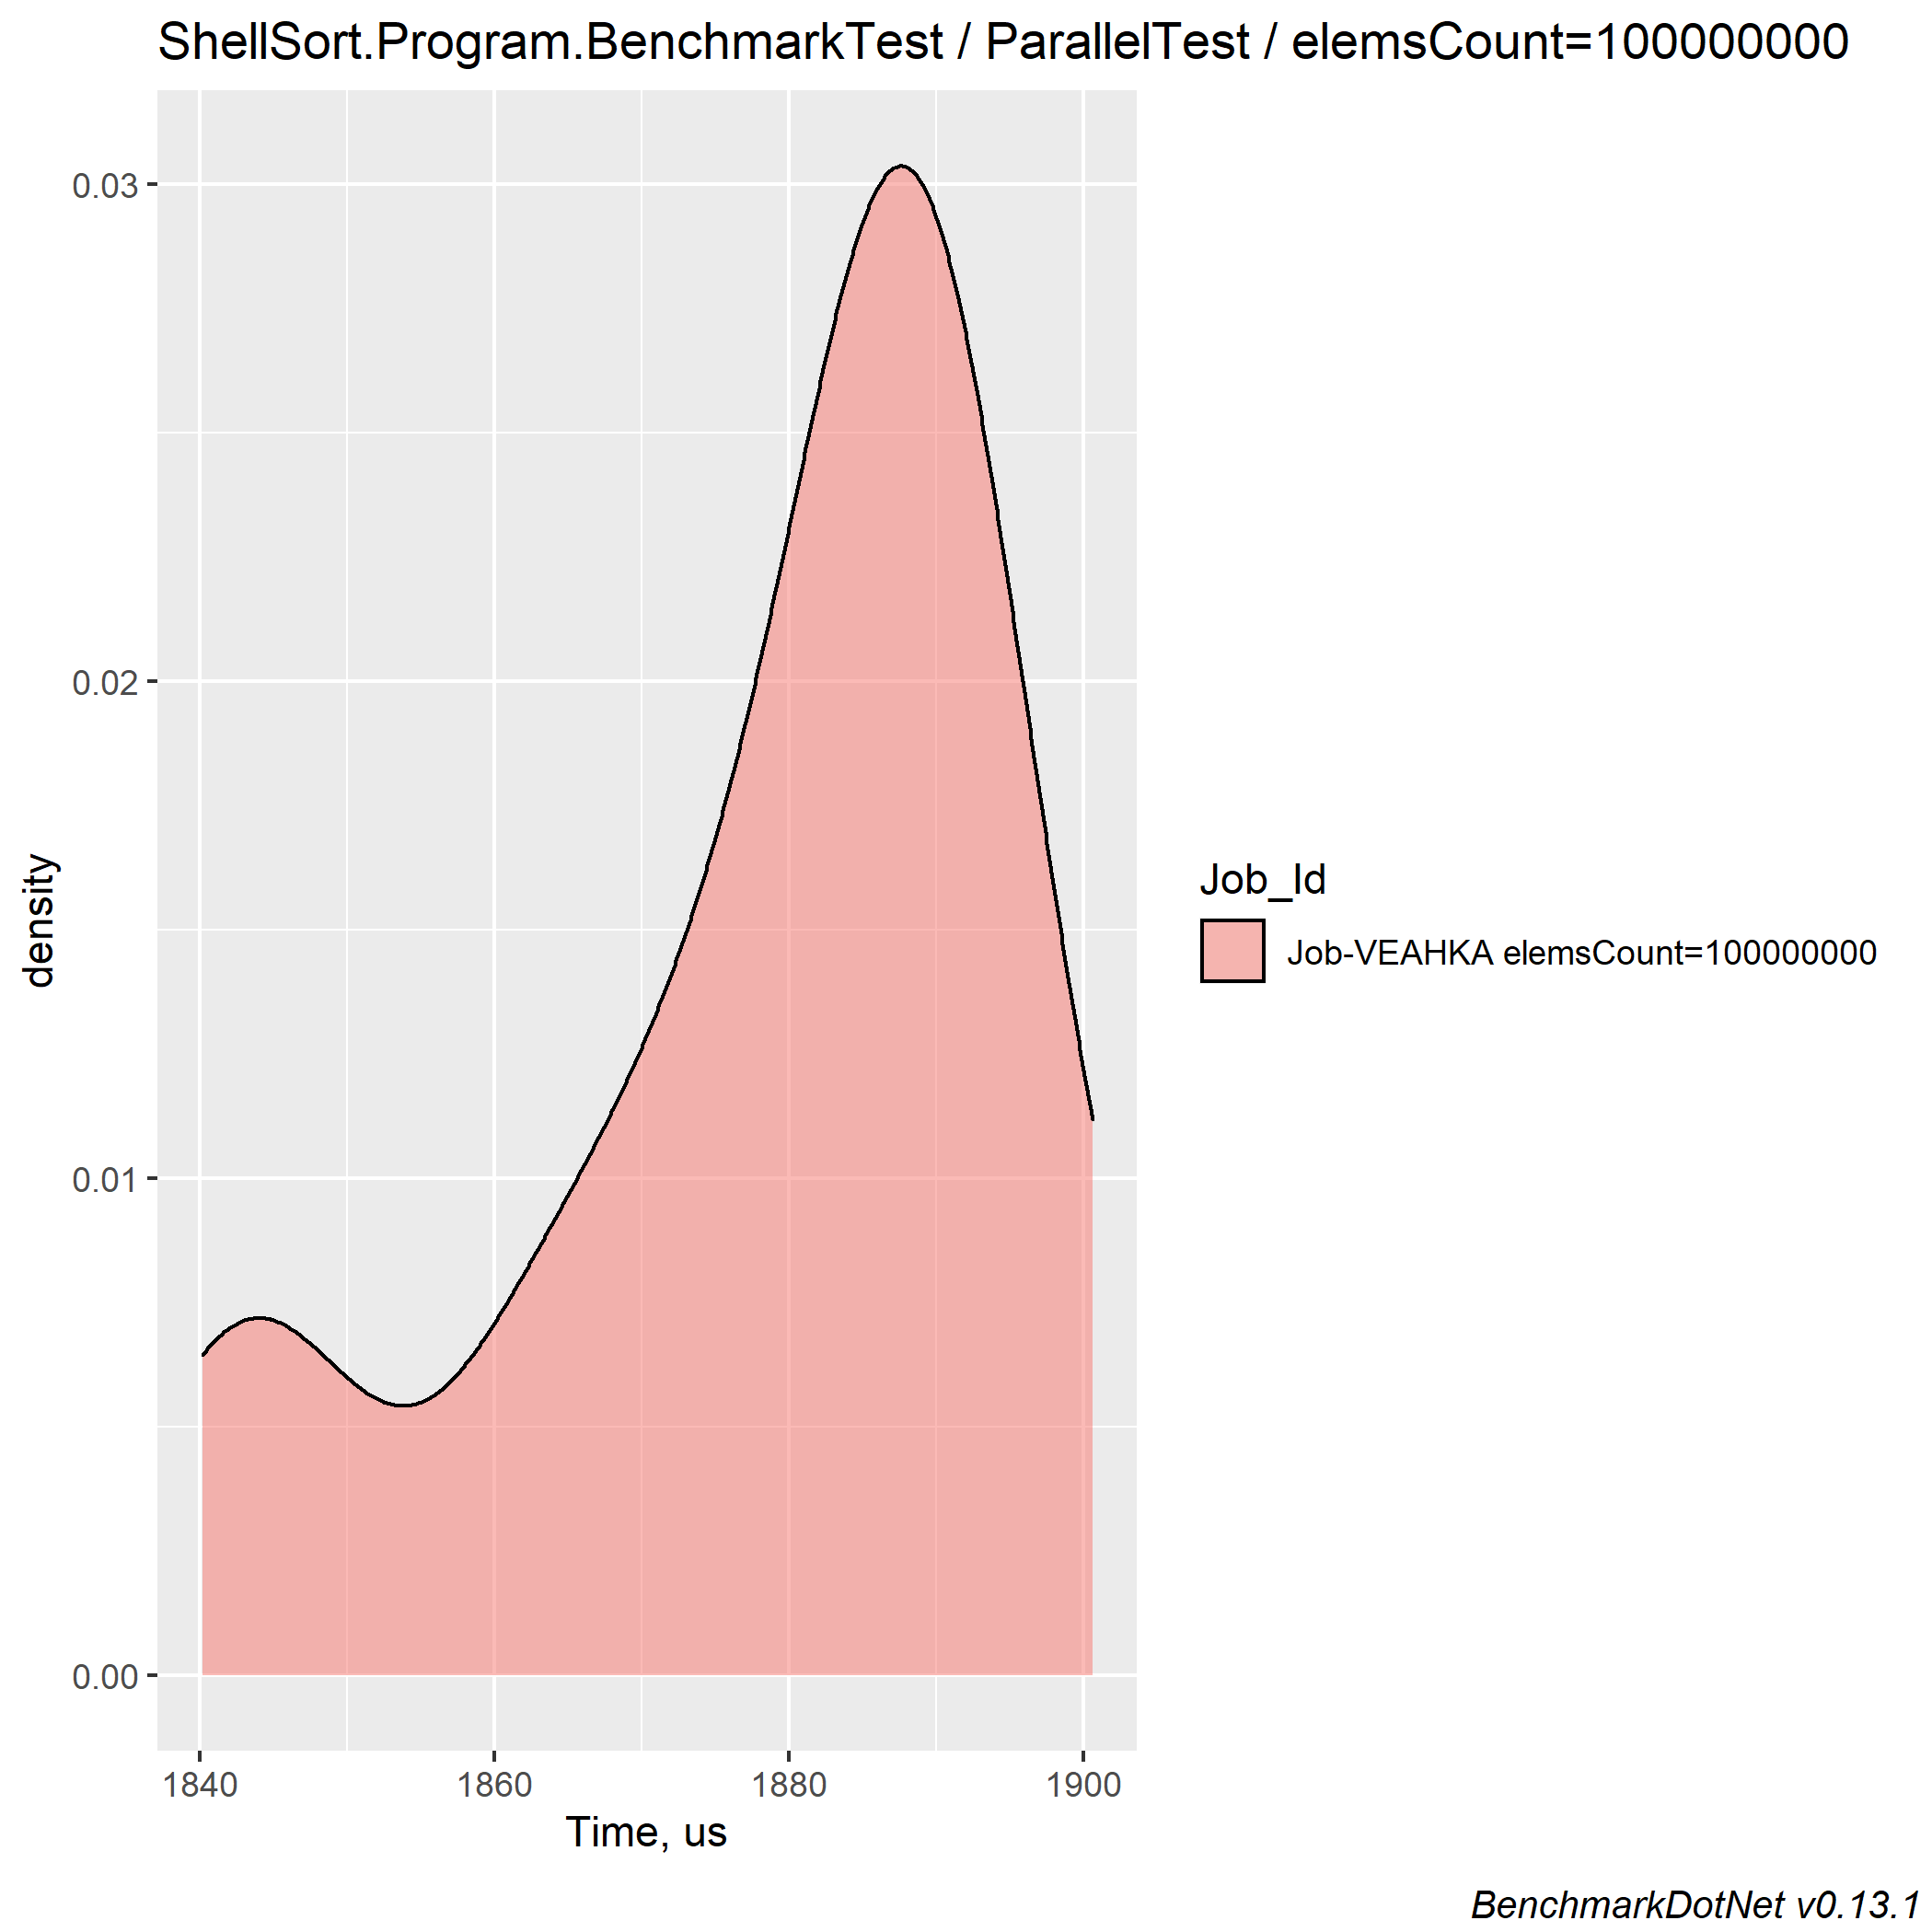 ShellSort.Program.BenchmarkTest / ParallelTest / elemsCount=100000000
density
0.03
0.02
0.01
0.00
1840 1860 1880 1900
Time, us
Job_Id
Job-VEAHKA elemsCount=100000000
BenchmarkDotNet v0.13.1